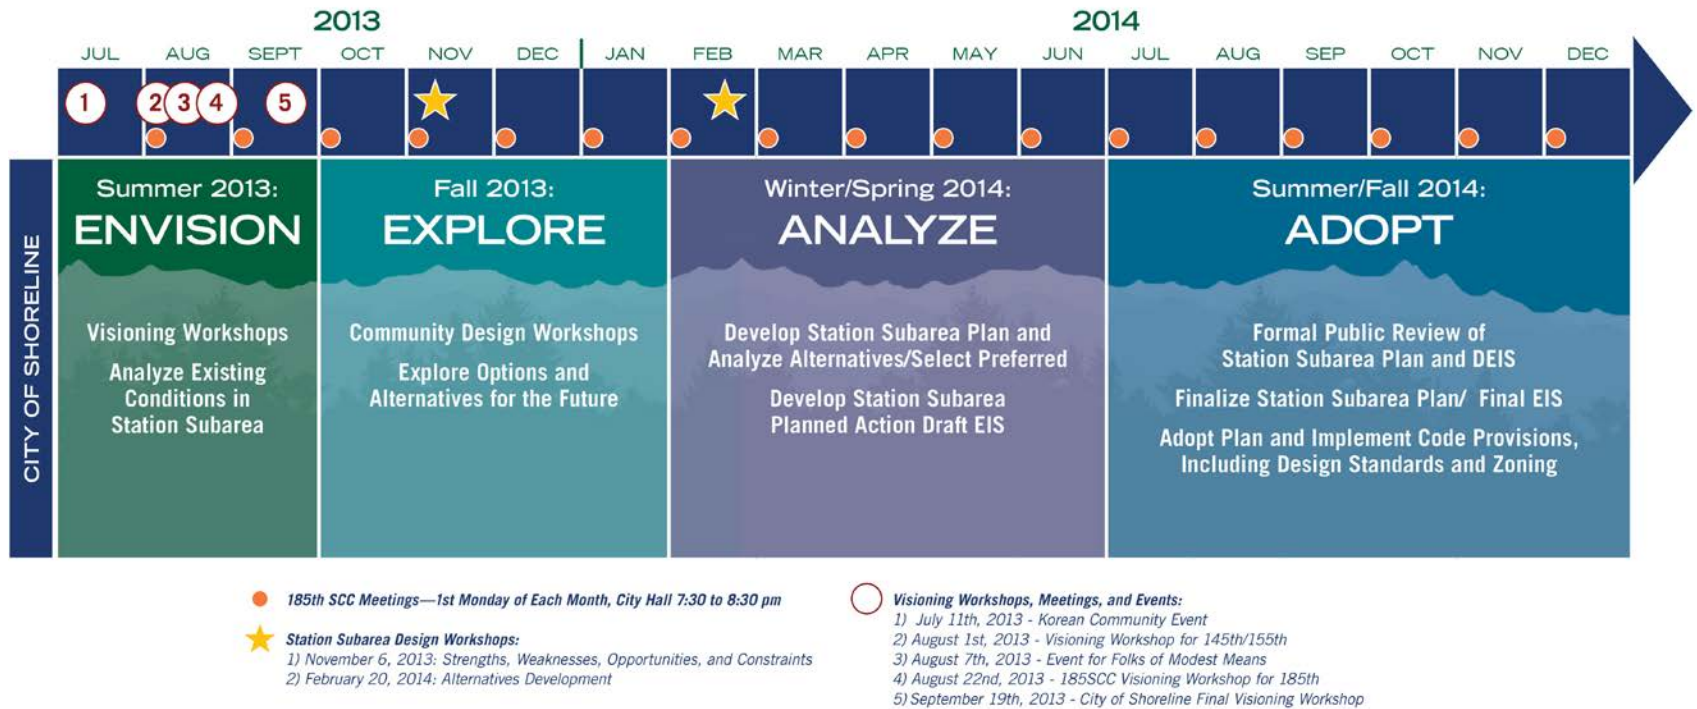 2013
2014
JUL AUG SEPT OCT NOV DEC JAN FEB MAR APR MAY JUN JUL AUG SEP OCT NOV DEC
1 2 3 4 5
CITY OF SHORELINE
Summer 2013:
ENVISION
Visioning Workshops
Analyze Existing
Conditions in
Station Subarea
Fall 2013:
EXPLORE
Community Design Workshops
Explore Options and
Alternatives for the Future
Winter/Spring 2014:
ANALYZE
Develop Station Subarea Plan and
Analyze Alternatives/Select Preferred
Develop Station Subarea
Planned Action Draft EIS
Summer/Fall 2014:
ADOPT
Formal Public Review of
Station Subarea Plan and DEIS
Finalize Station Subarea Plan/ Final EIS
Adopt Plan and Implement Code Provisions,
Including Design Standards and Zoning
185th SCC Meetings—1st Monday of Each Month, City Hall 7:30 to 8:30 pm
Station Subarea Design Workshops:
1) November 6, 2013: Strengths, Weaknesses, Opportunities, and Constraints
2) February 20, 2014: Alternatives Development
Visioning Workshops, Meetings, and Events:
1) July 11th, 2013 - Korean Community Event
2) August 1st, 2013 - Visioning Workshop for 145th/155th
3) August 7th, 2013 - Event for Folks of Modest Means
4) August 22nd, 2013 - 185SCC Visioning Workshop for 185th
5) September 19th, 2013 - City of Shoreline Final Visioning Workshop